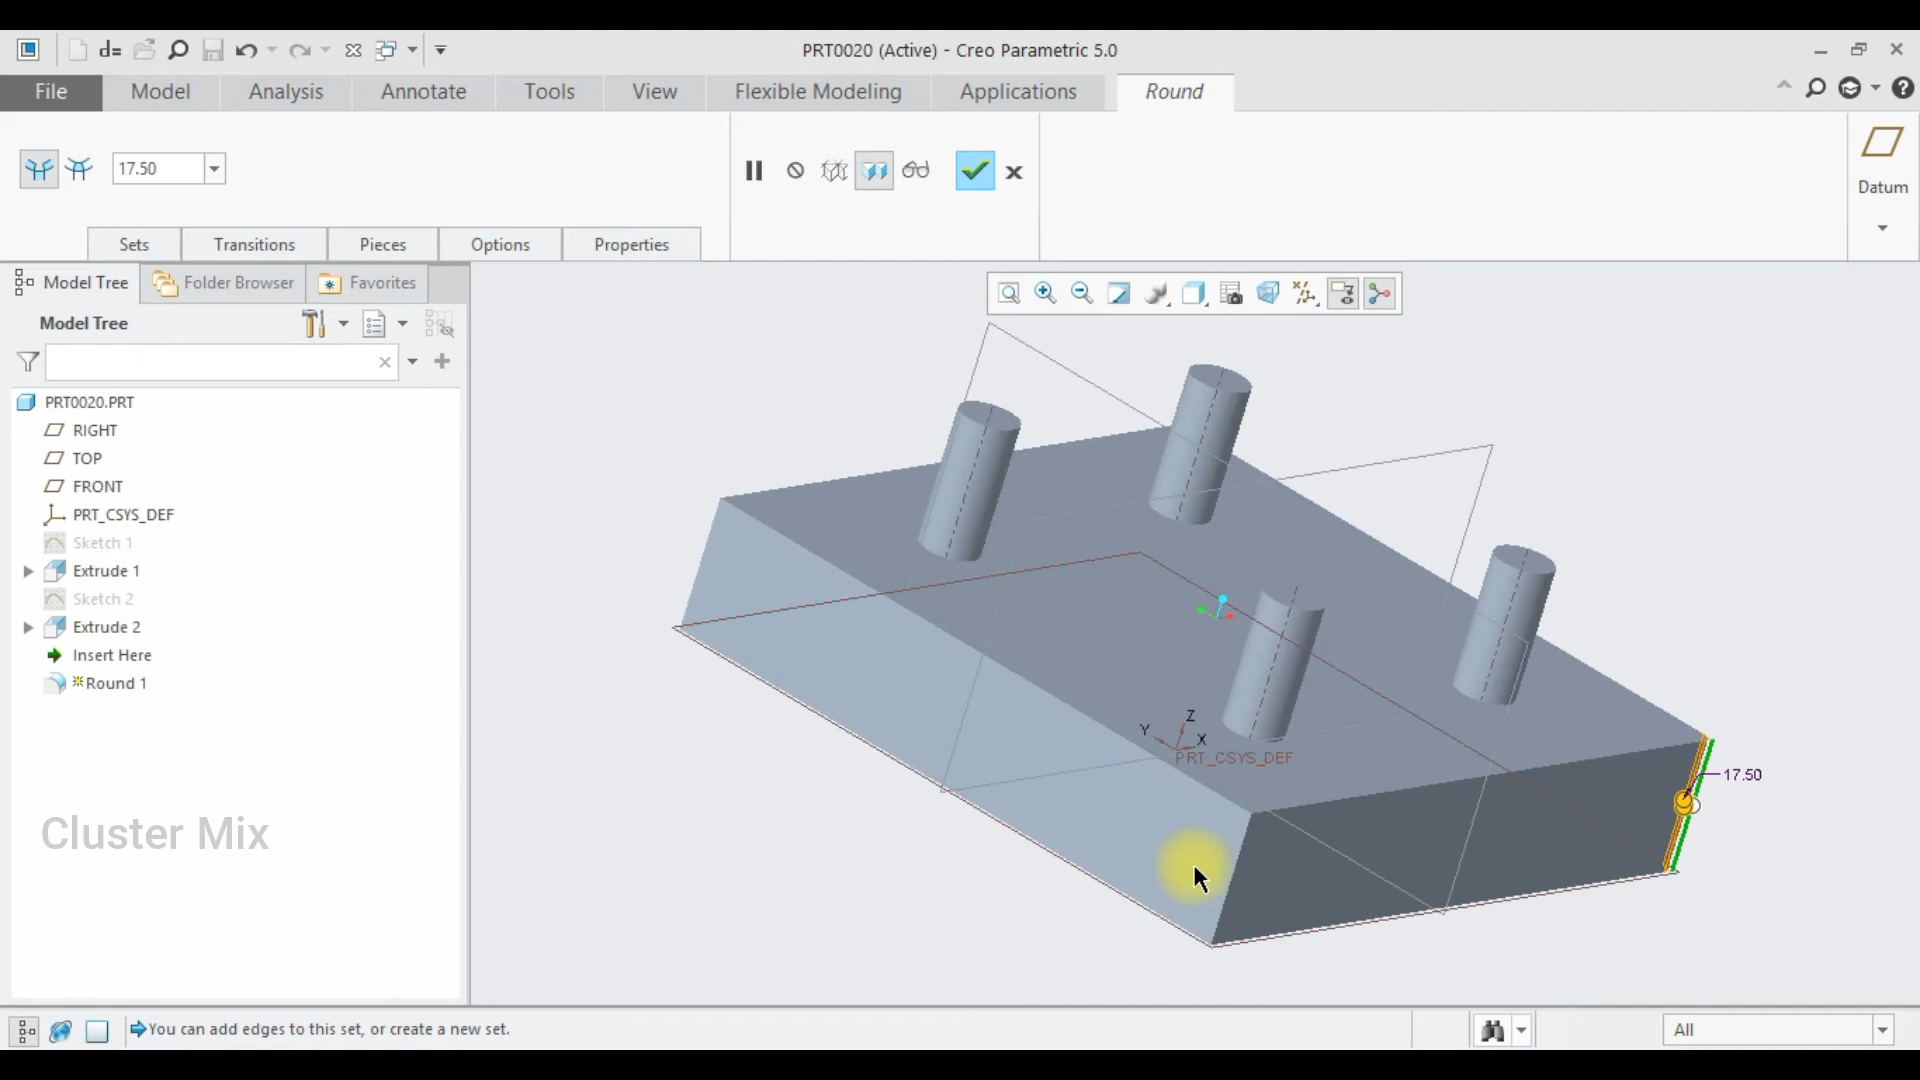 d=
PRT0020 (Active) - Creo Parametric 5.0
File Model Analysis Annotate Tools View Flexible Modeling Applications Round
17.50
Datum
Sets Transitions Pieces Options Properties
Model Tree Folder Browser Favorites
Model Tree
PRT0020.PRT
RIGHT
TOP
FRONT
PRT_CSYS_DEF
Sketch 1
Extrude 1
Sketch 2
Extrude 2
Insert Here
Round 1
Z
Y
X
PRT_CSYS_DEF
17.50
Cluster Mix
You can add edges to this set, or create a new set.
All